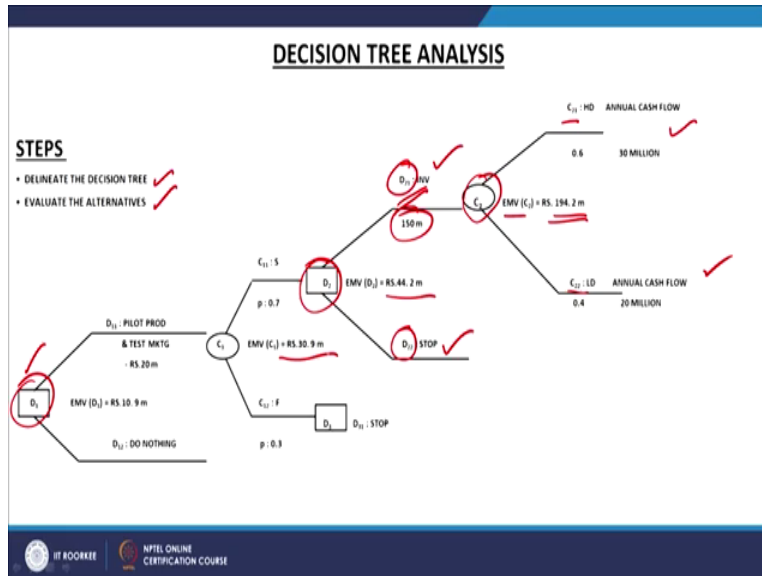 DECISION TREE ANALYSIS
STEPS
• DELINEATE THE DECISION TREE
• EVALUATE THE ALTERNATIVES
C₂₁ : HD ANNUAL CASH FLOW
0.6 30 MILLION
D₂₁ : INV
150 m
C₂
EMV (C₂) = RS. 194. 2 m
C₂₂ : LD ANNUAL CASH FLOW
0.4 20 MILLION
C₁₁ : S
p : 0.7
D₂
EMV (D₂) = RS.44. 2 m
D₂₂ STOP
D₁₁ : PILOT PROD
& TEST MKTG
- RS.20 m
C₁
EMV (C₁) = RS.30. 9 m
D₁
EMV (D₁) = RS.10. 9 m
D₁₂ : DO NOTHING
C₁₂ : F
p : 0.3
D₃
D₃₁ : STOP
IIT ROORKEE
NPTEL ONLINE
CERTIFICATION COURSE